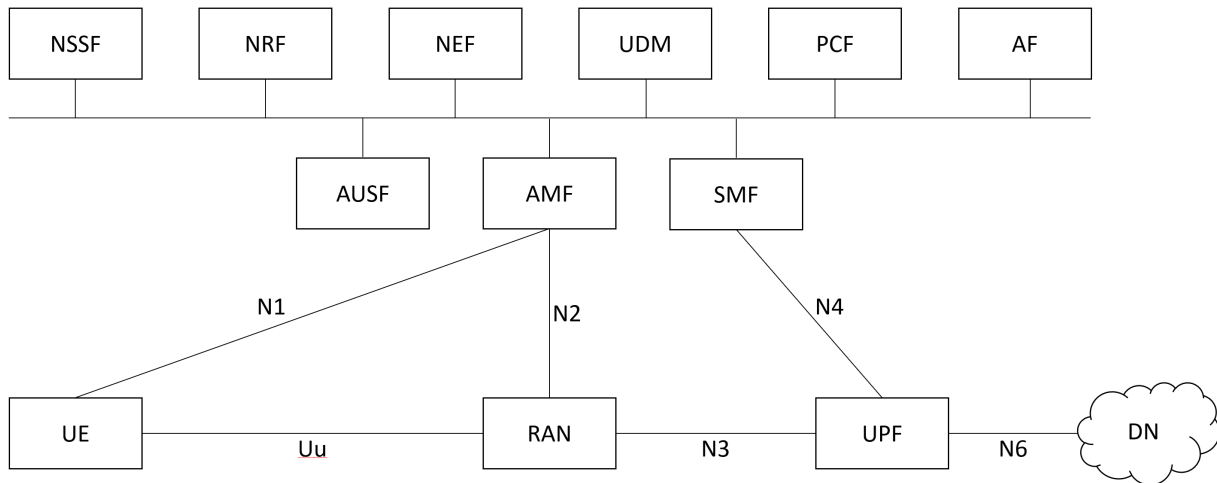 NSSF
NRF
NEF
UDM
PCF
AF
AUSF
AMF
SMF
N1
N2
N4
UE
RAN
UPF
DN
Uu
N3
N6